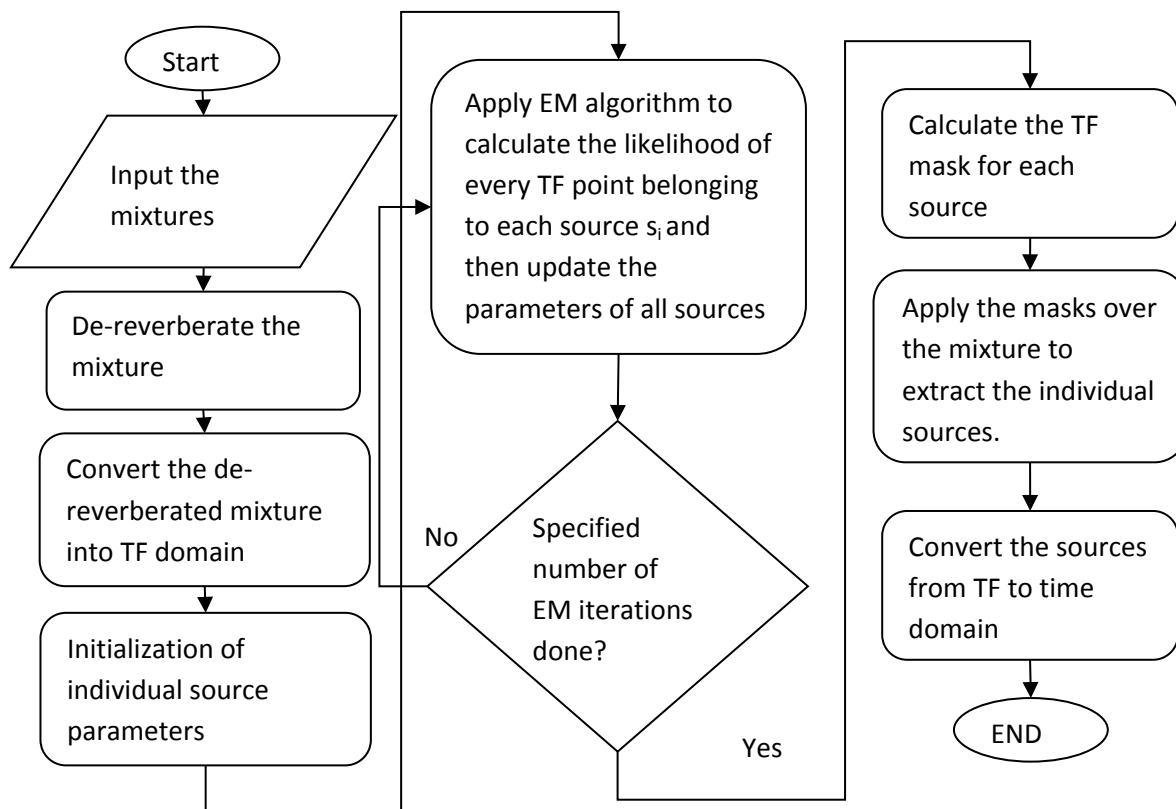 Start
Input the
mixtures
De-reverberate the
mixture
Convert the de-
reverberated mixture
into TF domain
Initialization of
individual source
parameters
Apply EM algorithm to
calculate the likelihood of
every TF point belonging
to each source si and
then update the
parameters of all sources
No
Specified
number of
EM iterations
done?
Yes
Calculate the TF
mask for each
source
Apply the masks over
the mixture to
extract the individual
sources.
Convert the sources
from TF to time
domain
END